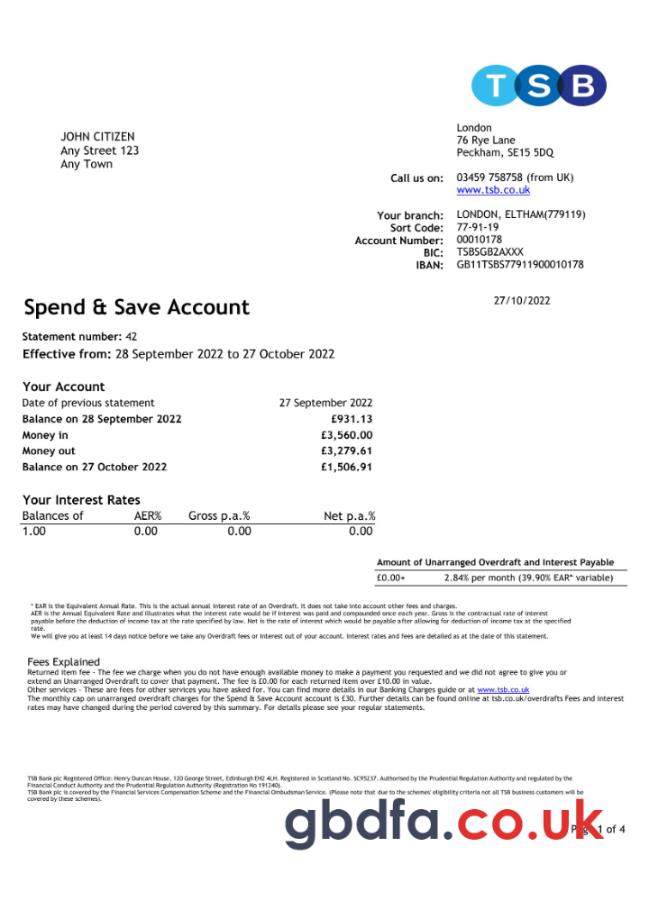 TSB
JOHN CITIZEN
Any Street 123
Any Town
London
76 Rye Lane
Peckham, SE15 5DQ
Call us on: 03459 758758 (from UK)
www.tsb.co.uk
Your branch: LONDON, ELTHAM(779119)
Sort Code: 77-91-19
Account Number: 00010178
BIC: TSBSGB2AXXX
IBAN: GB11TSBS77911900010178
27/10/2022
Spend & Save Account
Statement number: 42
Effective from: 28 September 2022 to 27 October 2022
Your Account
Date of previous statement 27 September 2022
Balance on 28 September 2022 £931.13
Money in £3,560.00
Money out £3,279.61
Balance on 27 October 2022 £1,506.91
Your Interest Rates
Balances of AER% Gross p.a.% Net p.a.%
1.00 0.00 0.00 0.00
Amount of Unarranged Overdraft and Interest Payable
£0.00+ 2.84% per month (39.90% EAR* variable)
* EAR is the Equivalent Annual Rate. This is the actual annual interest rate of an Overdraft. It does not take into account other fees and charges.
AER is the Annual Equivalent Rate and illustrates what the interest rate would be if interest was paid and compounded once each year. Gross is the contractual rate of interest
payable before the deduction of income tax at the rate specified by law. Net is the rate of interest which would be payable after allowing for deduction of income tax at the specified
rate.
We will give you at least 14 days notice before we take any Overdraft fees or Interest out of your account. Interest rates and fees are detailed as at the date of this statement.
Fees Explained
Returned item fee - The fee we charge when you do not have enough available money to make a payment you requested and we did not agree to give you or
extend an Unarranged Overdraft to cover that payment. The fee is £0.00 for each returned item over £10.00 in value.
Other services - These are fees for other services you have asked for. You can find more details in our Banking Charges guide or at www.tsb.co.uk
The monthly cap on unarranged overdraft charges for the Spend & Save Account account is £30. Further details can be found online at tsb.co.uk/overdrafts Fees and interest
rates may have changed during the period covered by this summary. For details please see your regular statements.
TSB Bank plc Registered Office: Henry Duncan House, 120 George Street, Edinburgh EH2 4LH. Registered in Scotland No. SC95237. Authorised by the Prudential Regulation Authority and regulated by the
Financial Conduct Authority and the Prudential Regulation Authority (Registration No 191240).
TSB Bank plc is covered by the Financial Services Compensation Scheme and the Financial Ombudsman Service. (Please note that due to the schemes' eligibility criteria not all TSB business customers will be
covered by these schemes).
gbdfa.co.uk
Page 1 of 4